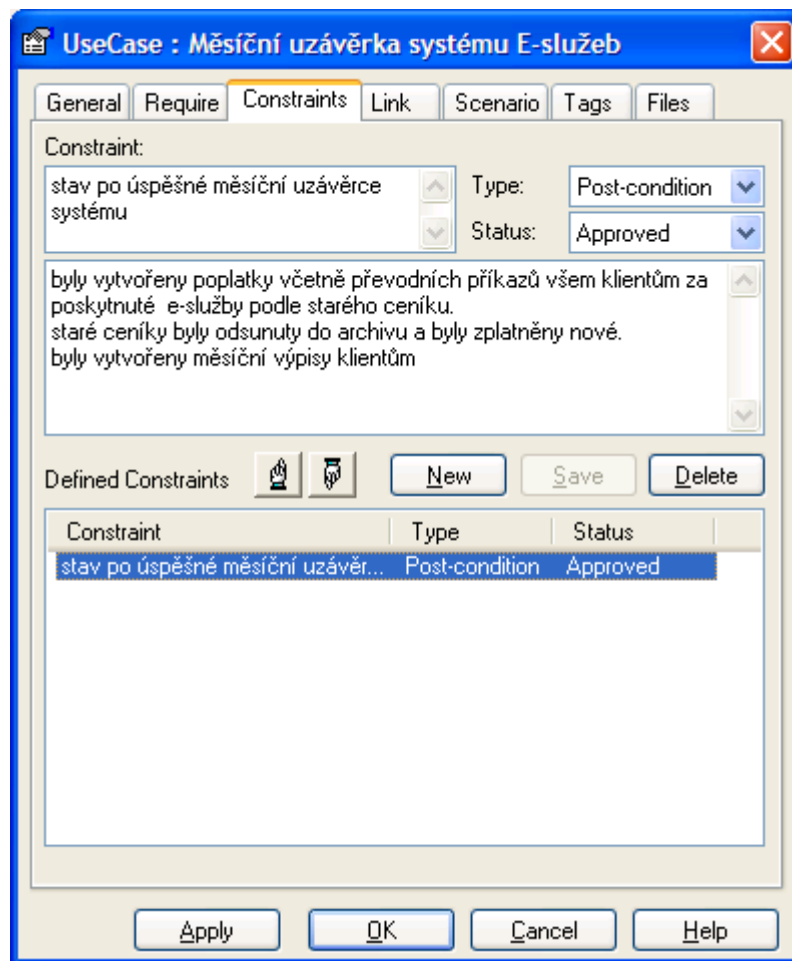 UseCase : Měsíční uzávěrka systému E-služeb
General Require Constraints Link Scenario Tags Files
Constraint:
stav po úspěšné měsíční uzávěrce
systému
Type: Post-condition
Status: Approved
byly vytvořeny poplatky včetně převodních příkazů všem klientům za
poskytnuté e-služby podle starého ceníku.
staré ceníky byly odsunuty do archivu a byly zplatněny nové.
byly vytvořeny měsíční výpisy klientům
Defined Constraints New Save Delete
Constraint Type Status
stav po úspěšné měsíční uzávěr... Post-condition Approved
Apply OK Cancel Help